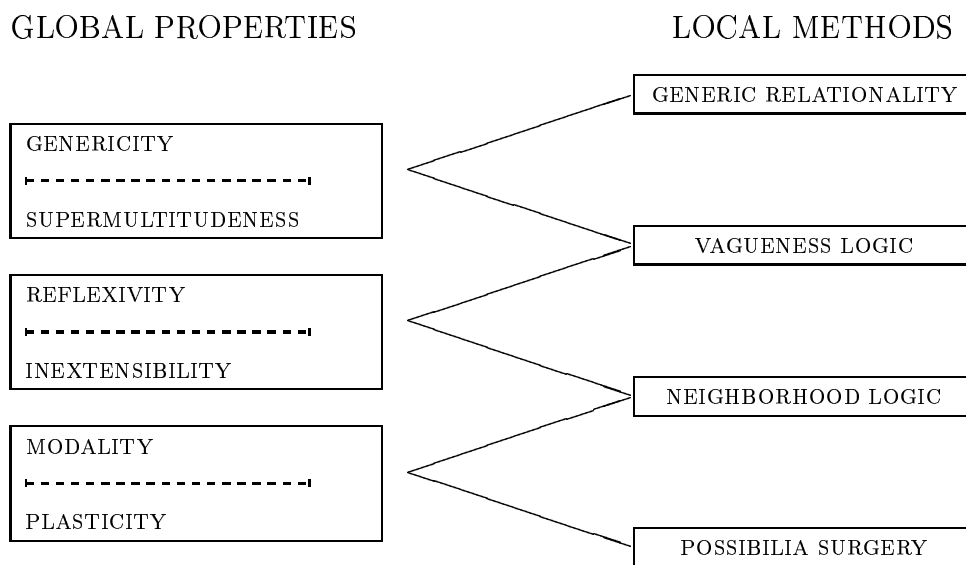 GLOBAL PROPERTIES
LOCAL METHODS
GENERIC RELATIONALITY
GENERICITY
SUPERMULTITUDENESS
VAGUENESS LOGIC
REFLEXIVITY
INEXTENSIBILITY
NEIGHBORHOOD LOGIC
MODALITY
PLASTICITY
POSSIBILIA SURGERY